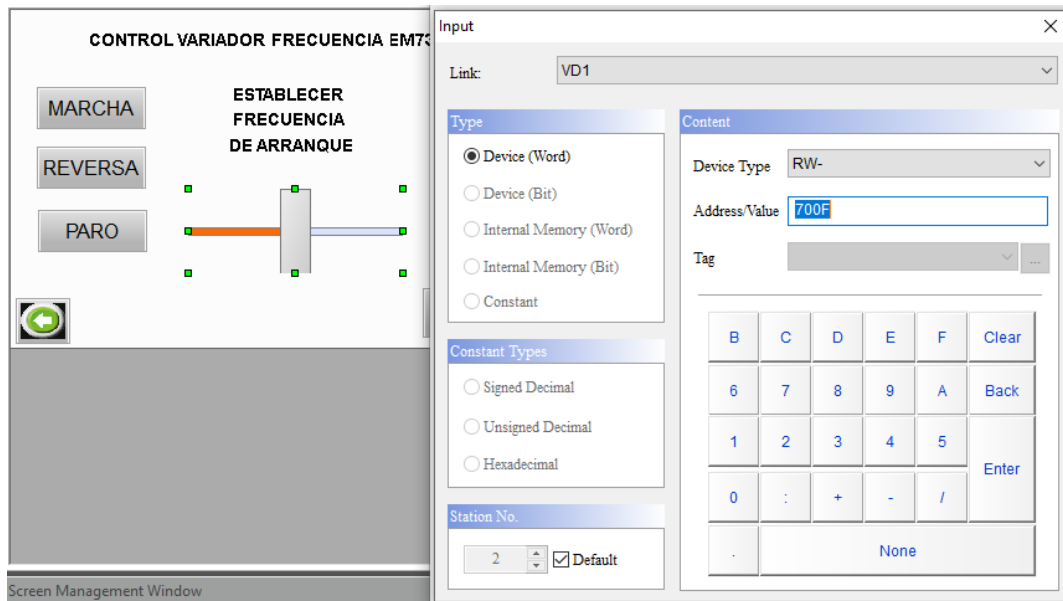 CONTROL VARIADOR FRECUENCIA EM73
MARCHA
REVERSA
PARO
ESTABLECER
FRECUENCIA
DE ARRANQUE
Screen Management Window
Input
Link:
VD1
Type
Device (Word)
Device (Bit)
Internal Memory (Word)
Internal Memory (Bit)
Constant
Constant Types
Signed Decimal
Unsigned Decimal
Hexadecimal
Station No.
2
Default
Content
Device Type
RW-
Address/Value
700F
Tag
...
B C D E F Clear
6 7 8 9 A Back
1 2 3 4 5 Enter
0 : + - /
. None